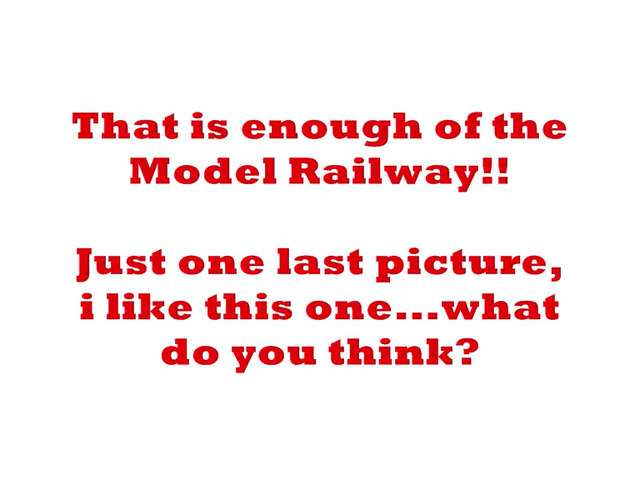 That is enough of the
Model Railway!!
Just one last picture,
i like this one...what
do you think?